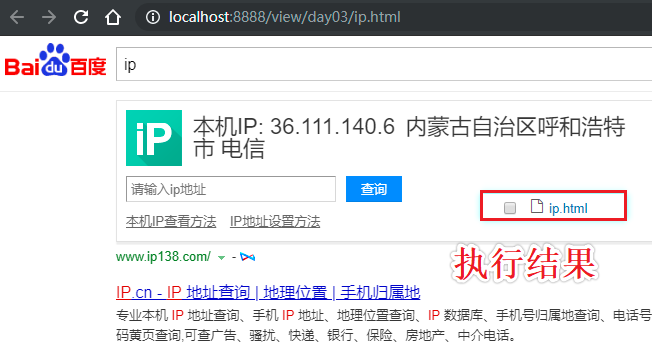 localhost:8888/view/day03/ip.html
Bai du 百度
ip
iP
本机IP: 36.111.140.6 内蒙古自治区呼和浩特
市 电信
请输入ip地址
查询
ip.html
本机IP查看方法 IP地址设置方法
www.ip138.com/ -
执行结果
IP.cn - IP 地址查询 | 地理位置 | 手机归属地
专业本机 IP 地址查询、手机 IP 地址、地理位置查询、IP 数据库、手机号归属地查询、电话号
码黄页查询,可查广告、骚扰、快递、银行、保险、房地产、中介电话。